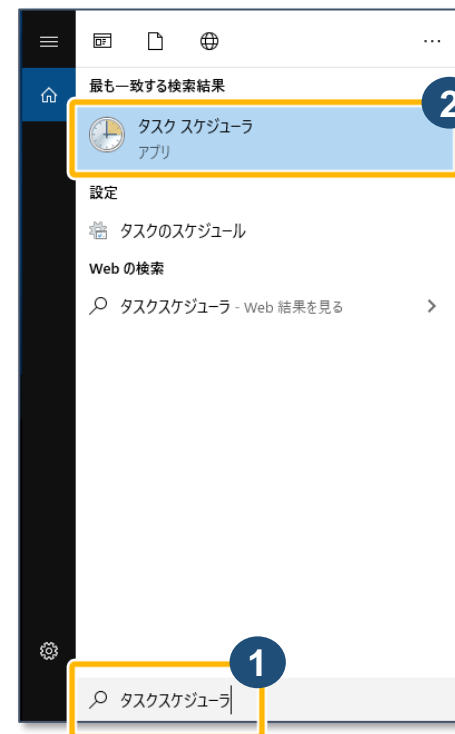 最も一致する検索結果
2
タスク スケジューラ
アプリ
設定
タスクのスケジュール
Web の検索
タスクスケジューラ - Web 結果を見る
1
タスクスケジューラ